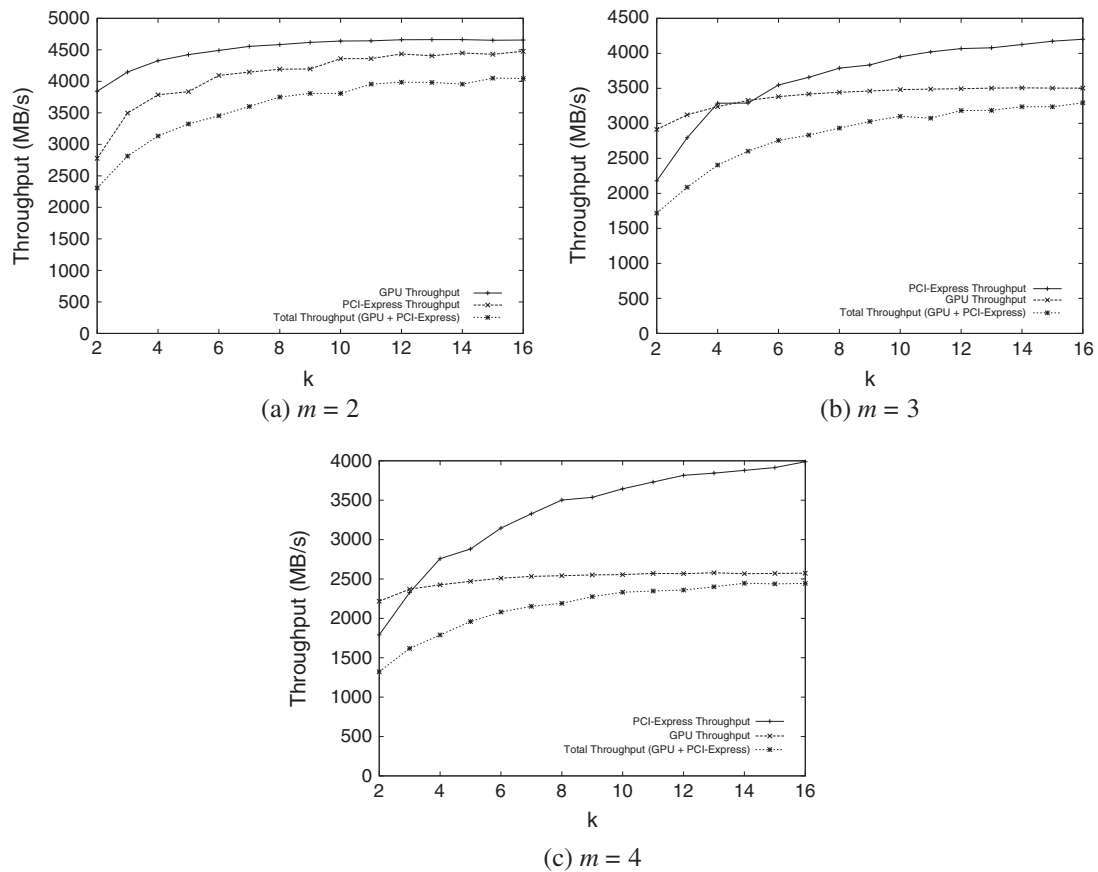 Throughput (MB/s)
5000
4500
4000
3500
3000
2500
2000
1500
1000
500
0
GPU Throughput
PCI-Express Throughput
Total Throughput (GPU + PCI-Express)
2 4 6 8 10 12 14 16
k
(a) m = 2
Throughput (MB/s)
4500
4000
3500
3000
2500
2000
1500
1000
500
0
PCI-Express Throughput
GPU Throughput
Total Throughput (GPU + PCI-Express)
2 4 6 8 10 12 14 16
k
(b) m = 3
Throughput (MB/s)
4000
3500
3000
2500
2000
1500
1000
500
0
PCI-Express Throughput
GPU Throughput
Total Throughput (GPU + PCI-Express)
2 4 6 8 10 12 14 16
k
(c) m = 4